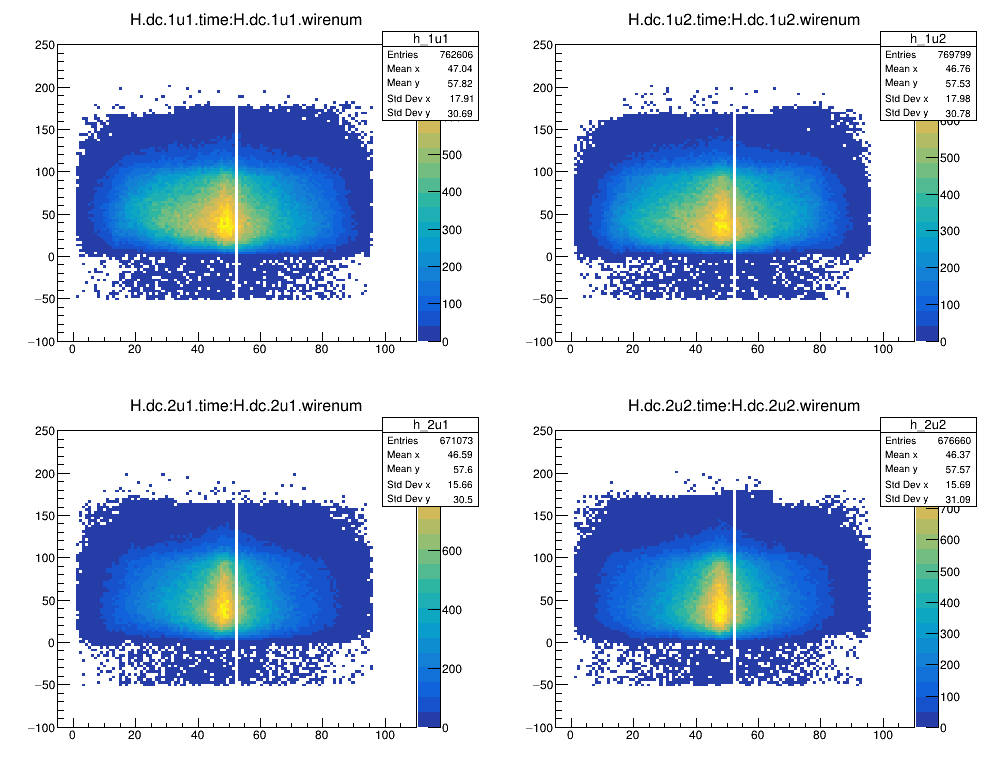 H.dc.1u1.time:H.dc.1u1.wirenum
h_1u1
Entries 762606
Mean x 47.04
Mean y 57.82
Std Dev x 17.91
Std Dev y 30.69
250
200
150
100
50
0
−50
−100
0 20 40 60 80 100
500
400
300
200
100
0
H.dc.1u2.time:H.dc.1u2.wirenum
h_1u2
Entries 769799
Mean x 46.76
Mean y 57.53
Std Dev x 17.98
Std Dev y 30.78
250
200
150
100
50
0
−50
−100
0 20 40 60 80 100
600
500
400
300
200
100
0
H.dc.2u1.time:H.dc.2u1.wirenum
h_2u1
Entries 671073
Mean x 46.59
Mean y 57.6
Std Dev x 15.66
Std Dev y 30.5
250
200
150
100
50
0
−50
−100
0 20 40 60 80 100
600
400
200
0
H.dc.2u2.time:H.dc.2u2.wirenum
h_2u2
Entries 676660
Mean x 46.37
Mean y 57.57
Std Dev x 15.69
Std Dev y 31.09
250
200
150
100
50
0
−50
−100
0 20 40 60 80 100
700
600
500
400
300
200
100
0